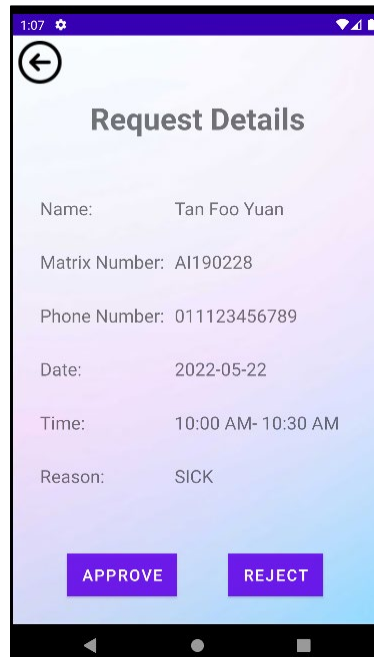 1:07
Request Details
Name: Tan Foo Yuan
Matrix Number: AI190228
Phone Number: 011123456789
Date: 2022-05-22
Time: 10:00 AM- 10:30 AM
Reason: SICK
APPROVE REJECT